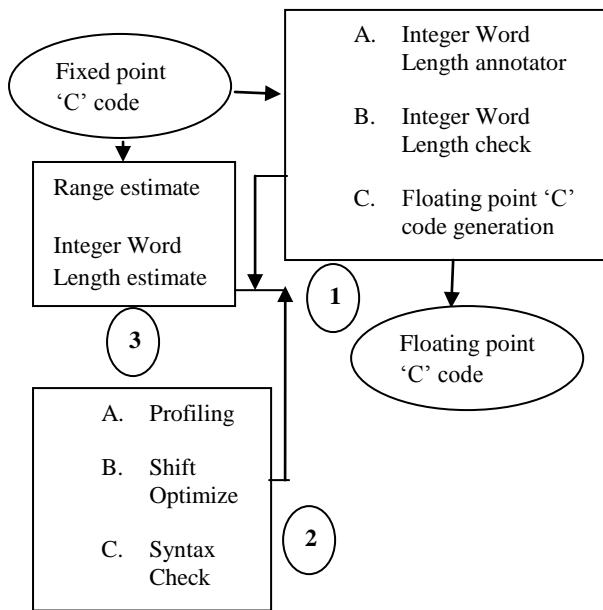 Fixed point
‘C’ code
A. Integer Word
Length annotator
B. Integer Word
Length check
C. Floating point ‘C’
code generation
Range estimate
Integer Word
Length estimate
1
3
Floating point
‘C’ code
A. Profiling
B. Shift
Optimize
C. Syntax
Check
2